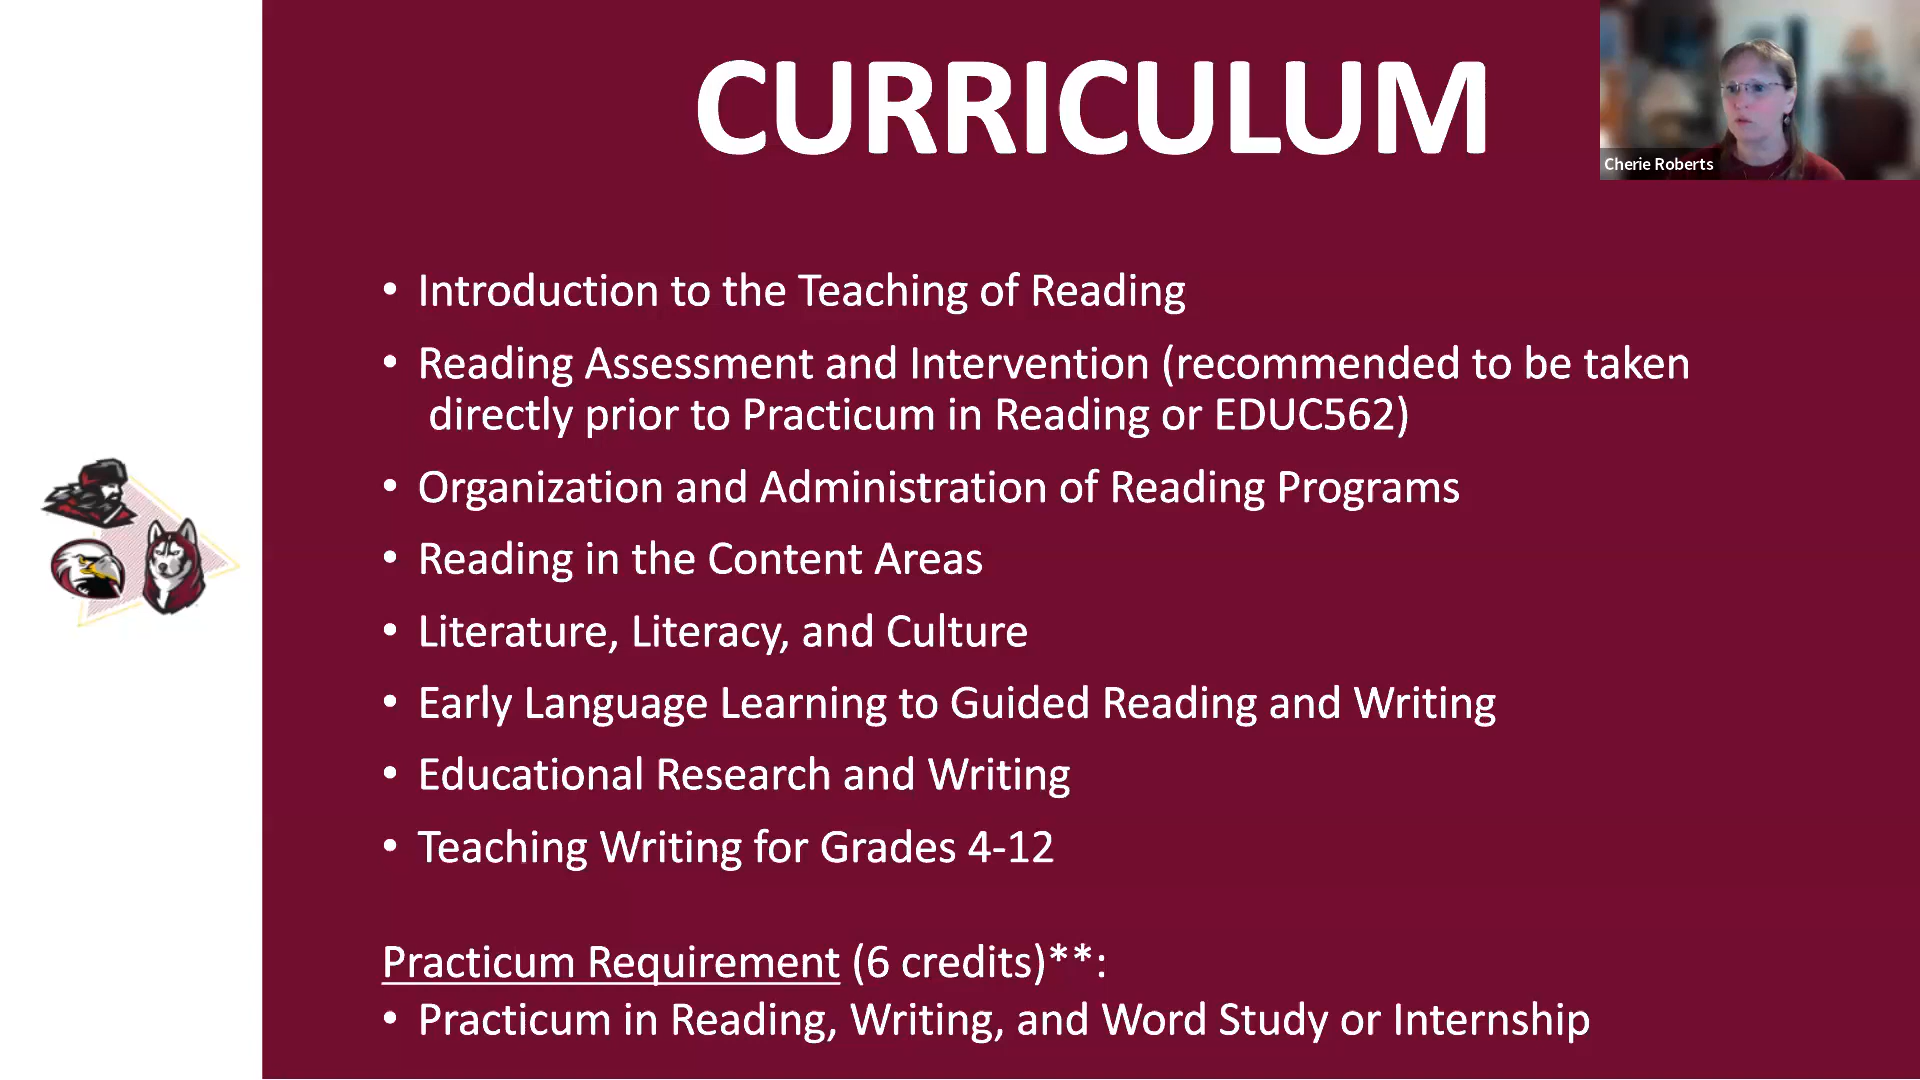 CURRICULUM
Cherie Roberts
• Introduction to the Teaching of Reading
• Reading Assessment and Intervention (recommended to be taken
directly prior to Practicum in Reading or EDUC562)
• Organization and Administration of Reading Programs
• Reading in the Content Areas
• Literature, Literacy, and Culture
• Early Language Learning to Guided Reading and Writing
• Educational Research and Writing
• Teaching Writing for Grades 4-12
Practicum Requirement (6 credits)**:
• Practicum in Reading, Writing, and Word Study or Internship